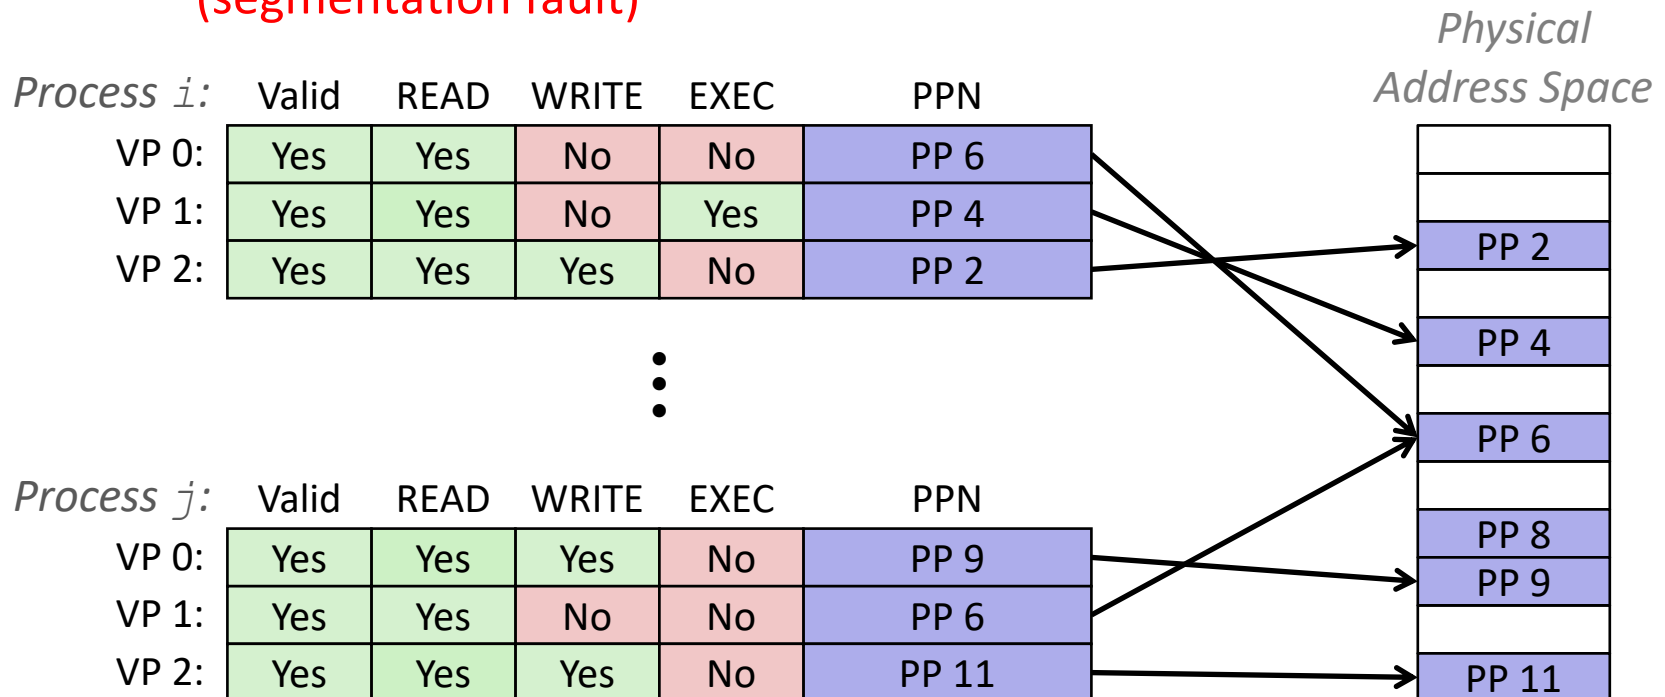 (segmentation fault)
Physical
Address Space
Process i: Valid READ WRITE EXEC PPN
VP 0: Yes Yes No No PP 6
VP 1: Yes Yes No Yes PP 4
VP 2: Yes Yes Yes No PP 2
PP 2
PP 4
PP 6
Process j: Valid READ WRITE EXEC PPN
VP 0: Yes Yes Yes No PP 9
VP 1: Yes Yes No No PP 6
VP 2: Yes Yes Yes No PP 11
PP 8
PP 9
PP 11